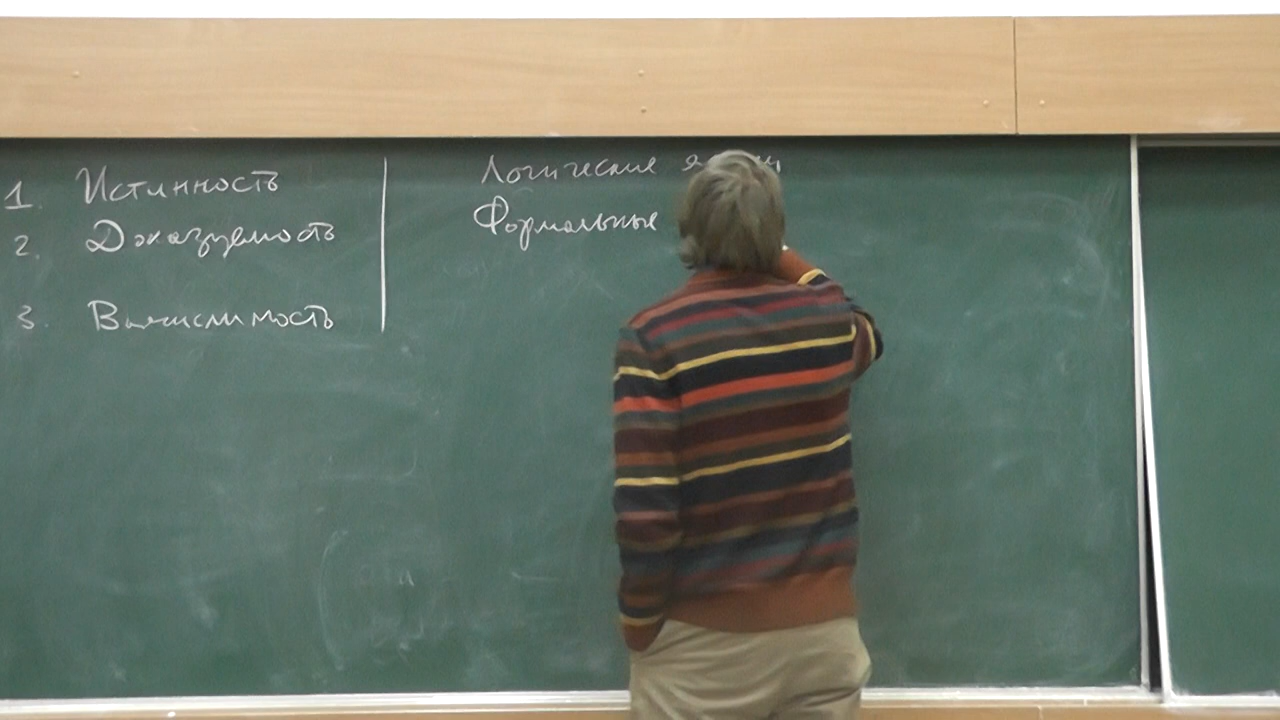 1. Истинность
2. Доказуемость
3. Вычислимость
Логические
Формальные